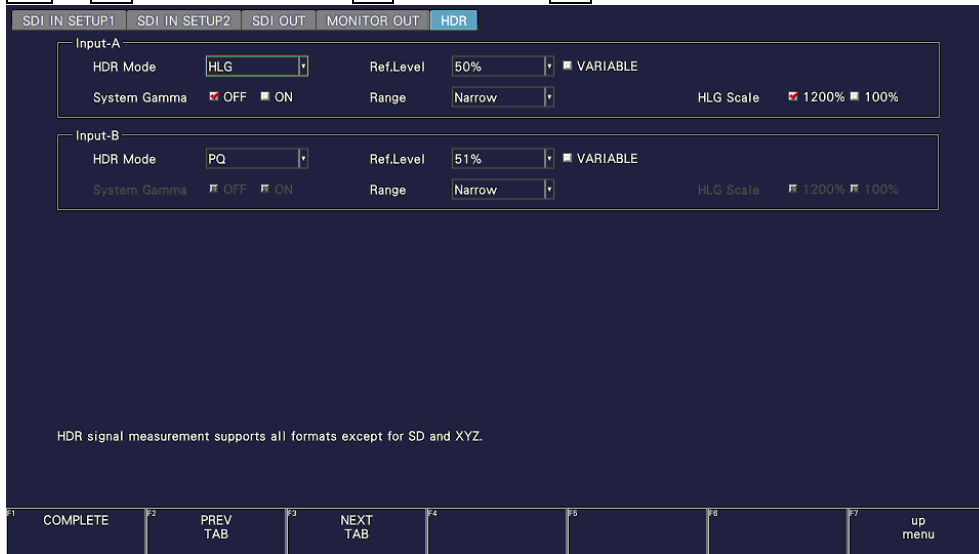 SDI IN SETUP1 SDI IN SETUP2 SDI OUT MONITOR OUT HDR
Input-A
HDR Mode HLG Ref.Level 50% VARIABLE
System Gamma OFF ON Range Narrow HLG Scale 1200% 100%
Input-B
HDR Mode PQ Ref.Level 51% VARIABLE
System Gamma OFF ON Range Narrow HLG Scale 1200% 100%
HDR signal measurement supports all formats except for SD and XYZ.
F1 COMPLETE F2 PREV TAB F3 NEXT TAB F4 F5 F6 F7 up menu